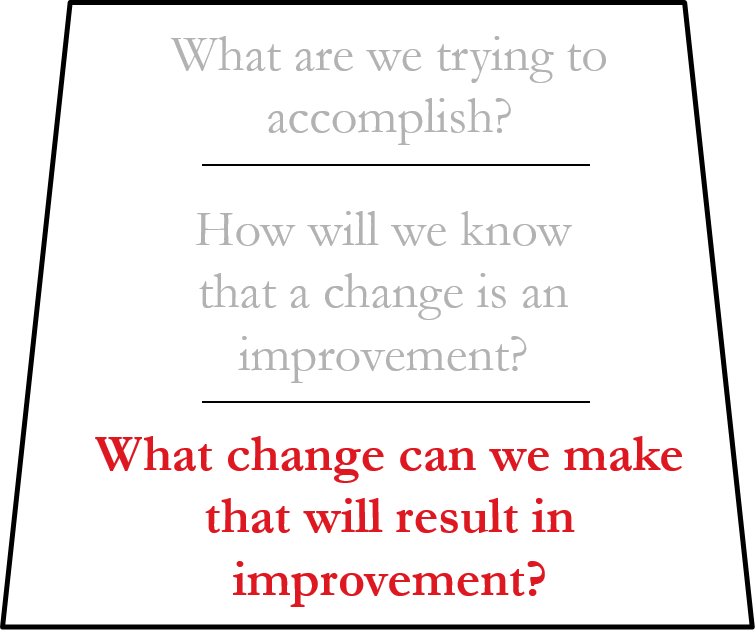 What are we trying to
accomplish?
How will we know
that a change is an
improvement?
What change can we make
that will result in
improvement?